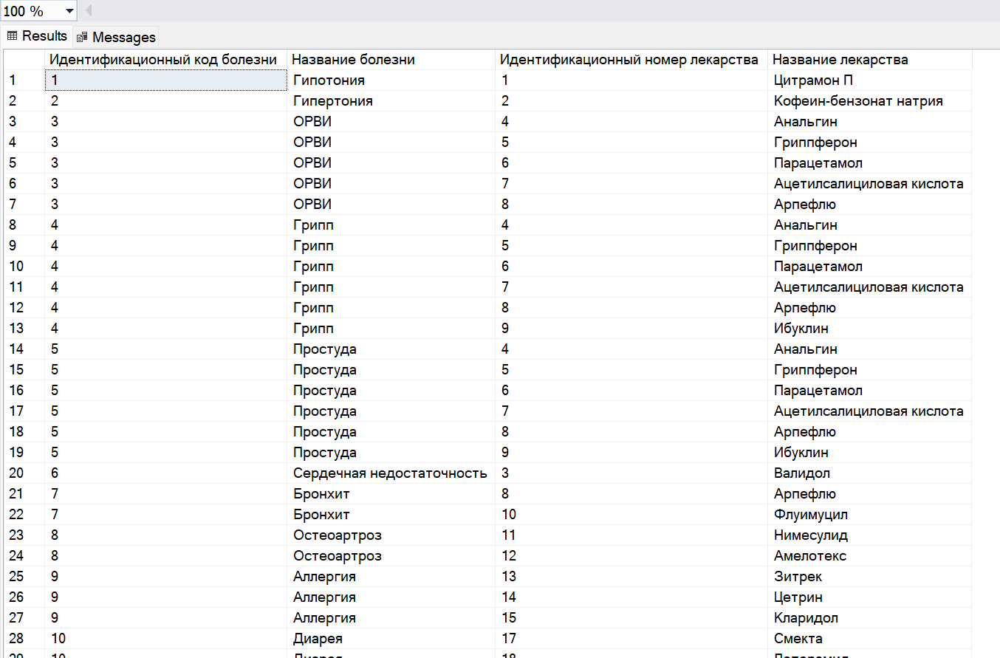 100 %
Results Messages
Идентификационный код болезни Название болезни Идентификационный номер лекарства Название лекарства
1 1 Гипотония 1 Цитрамон П
2 2 Гипертония 2 Кофеин-бензонат натрия
3 3 ОРВИ 4 Анальгин
4 3 ОРВИ 5 Гриппферон
5 3 ОРВИ 6 Парацетамол
6 3 ОРВИ 7 Ацетилсалициловая кислота
7 3 ОРВИ 8 Арпефлю
8 4 Грипп 4 Анальгин
9 4 Грипп 5 Гриппферон
10 4 Грипп 6 Парацетамол
11 4 Грипп 7 Ацетилсалициловая кислота
12 4 Грипп 8 Арпефлю
13 4 Грипп 9 Ибуклин
14 5 Простуда 4 Анальгин
15 5 Простуда 5 Гриппферон
16 5 Простуда 6 Парацетамол
17 5 Простуда 7 Ацетилсалициловая кислота
18 5 Простуда 8 Арпефлю
19 5 Простуда 9 Ибуклин
20 6 Сердечная недостаточность 3 Валидол
21 7 Бронхит 8 Арпефлю
22 7 Бронхит 10 Флуимуцил
23 8 Остеоартроз 11 Нимесулид
24 8 Остеоартроз 12 Амелотекс
25 9 Аллергия 13 Зитрек
26 9 Аллергия 14 Цетрин
27 9 Аллергия 15 Кларидол
28 10 Диарея 17 Смекта
29 10 Диарея 18